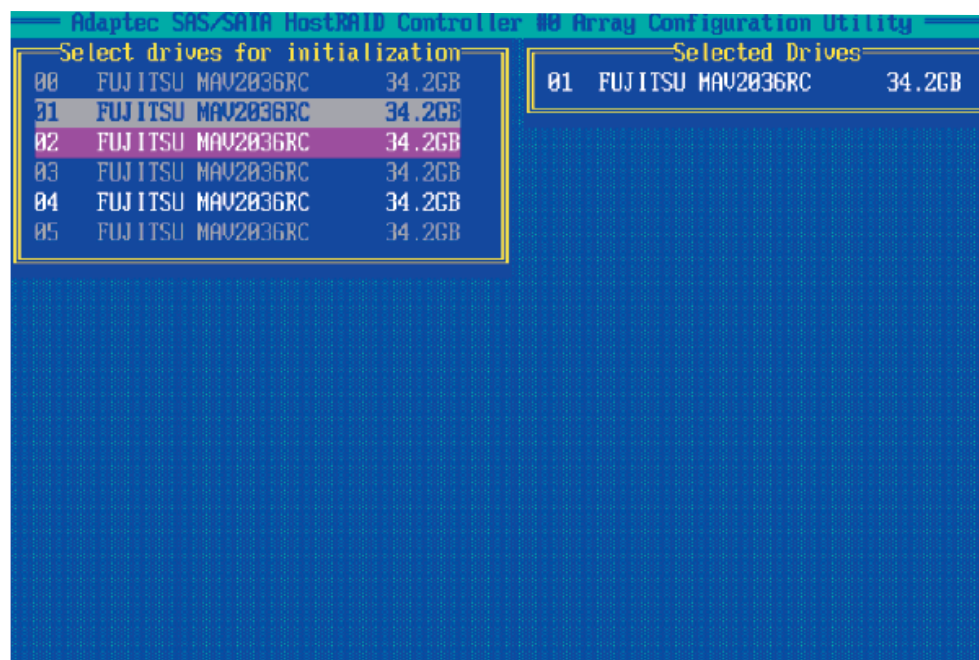 Adaptec SAS/SATA HostRAID Controller #0 Array Configuration Utility
Select drives for initialization
00 FUJITSU MAV2036RC 34.2GB
01 FUJITSU MAV2036RC 34.2GB
02 FUJITSU MAV2036RC 34.2GB
03 FUJITSU MAV2036RC 34.2GB
04 FUJITSU MAV2036RC 34.2GB
05 FUJITSU MAV2036RC 34.2GB
Selected Drives
01 FUJITSU MAV2036RC 34.2GB